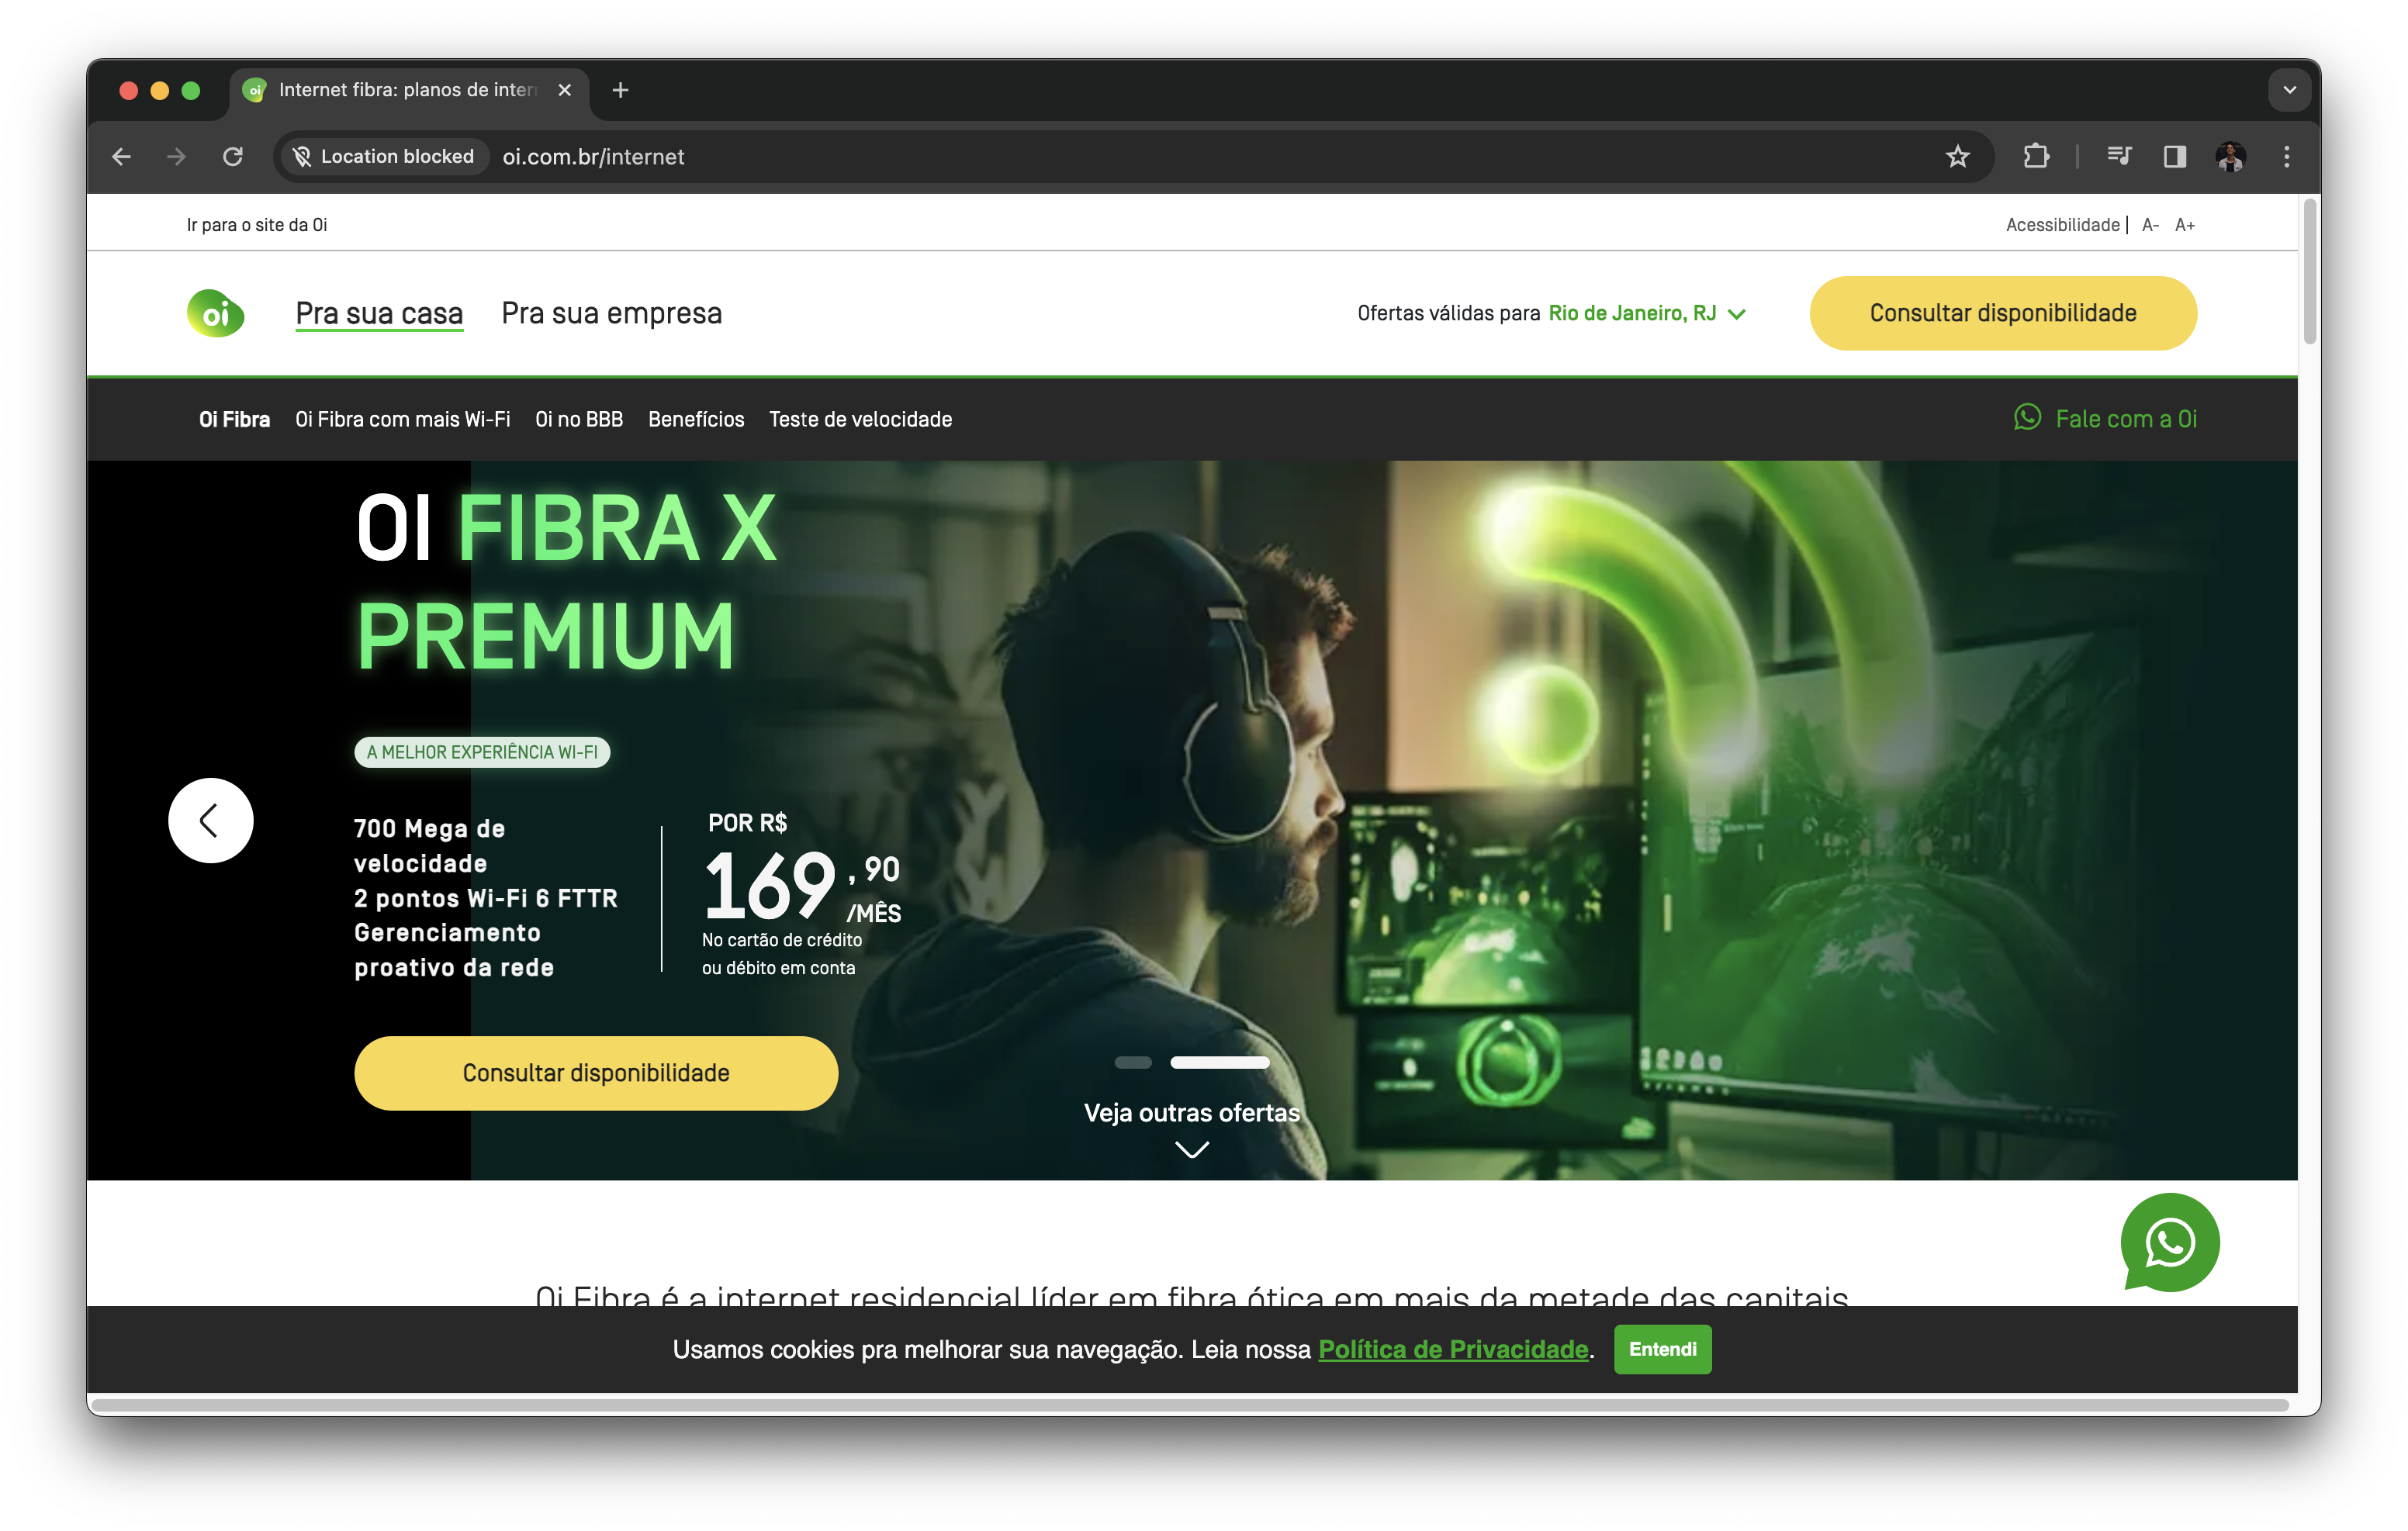 Internet fibra: planos de inter
Location blocked
oi.com.br/internet
Ir para o site da Oi
Acessibilidade | A- A+
oi
Pra sua casa
Pra sua empresa
Ofertas válidas para Rio de Janeiro, RJ
Consultar disponibilidade
Oi Fibra
Oi Fibra com mais Wi-Fi
Oi no BBB
Benefícios
Teste de velocidade
Fale com a Oi
OI FIBRA X
PREMIUM
A MELHOR EXPERIÊNCIA WI-FI
700 Mega de
velocidade
2 pontos Wi-Fi 6 FTTR
Gerenciamento
proativo da rede
POR R$
169 , 90
/MÊS
No cartão de crédito
ou débito em conta
Consultar disponibilidade
Veja outras ofertas
Oi Fibra é a internet residencial líder em fibra ótica em mais da metade das capitais
Usamos cookies pra melhorar sua navegação. Leia nossa Política de Privacidade.
Entendi